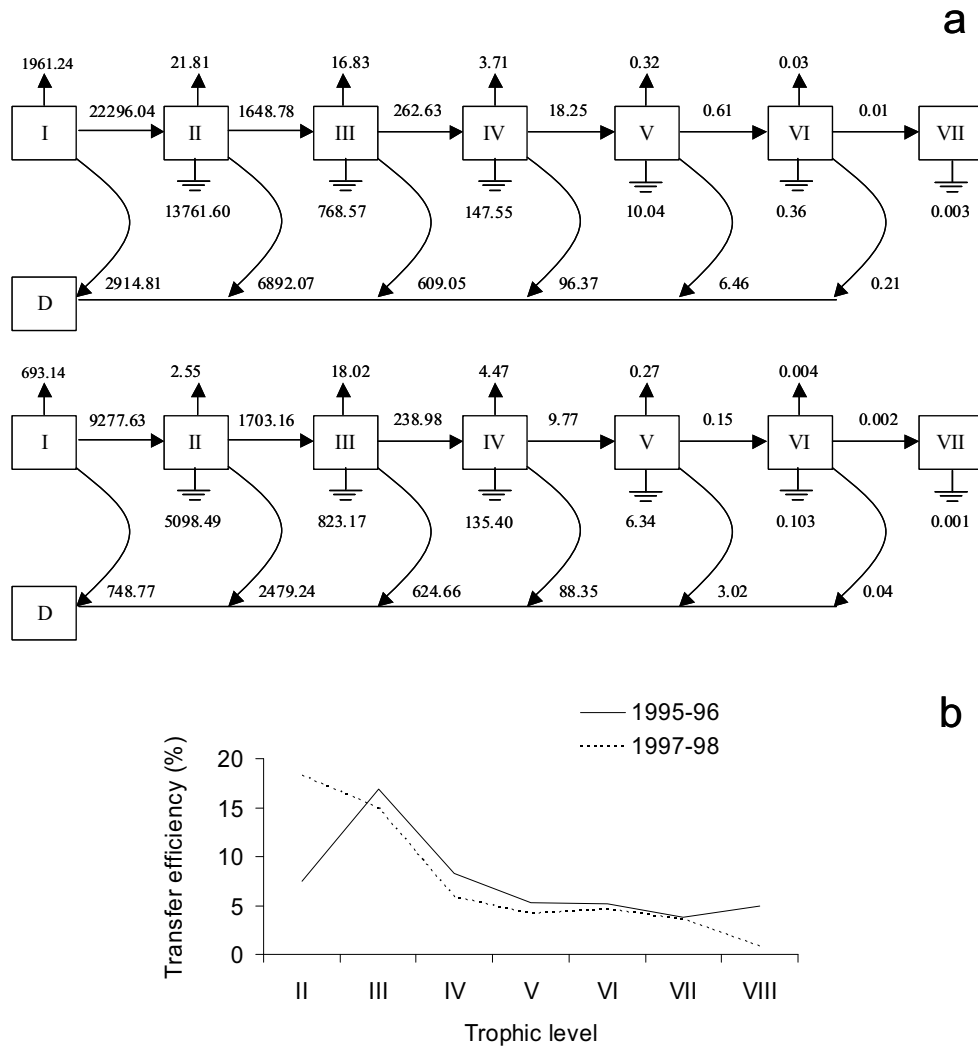 a
1961.24 21.81 16.83 3.71 0.32 0.03
22296.04 1648.78 262.63 18.25 0.61 0.01
I II III IV V VI VII
13761.60 768.57 147.55 10.04 0.36 0.003
2914.81 6892.07 609.05 96.37 6.46 0.21
D
693.14 2.55 18.02 4.47 0.27 0.004
9277.63 1703.16 238.98 9.77 0.15 0.002
I II III IV V VI VII
5098.49 823.17 135.40 6.34 0.103 0.001
748.77 2479.24 624.66 88.35 3.02 0.04
D
b
1995-96
1997-98
Transfer efficiency (%)
20
15
10
5
0
II III IV V VI VII VIII
Trophic level